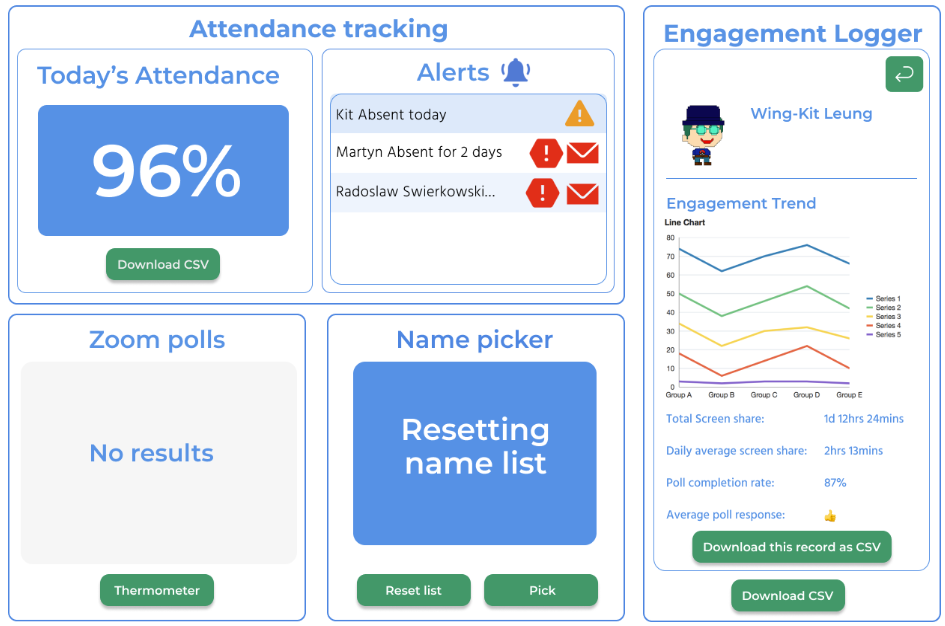 Attendance tracking
Today's Attendance
96%
Download CSV
Alerts
Kit Absent today
Martyn Absent for 2 days
Radoslaw Swierkowski...
Zoom polls
No results
Thermometer
Name picker
Resetting
name list
Reset list
Pick
Engagement Logger
Wing-Kit Leung
Engagement Trend
Line Chart
80
70
60
50
40
30
20
10
0
Group A Group B Group C Group D Group E
Series 1
Series 2
Series 3
Series 4
Series 5
Total Screen share: 1d 12hrs 24mins
Daily average screen share: 2hrs 13mins
Poll completion rate: 87%
Average poll response: 👍
Download this record as CSV
Download CSV